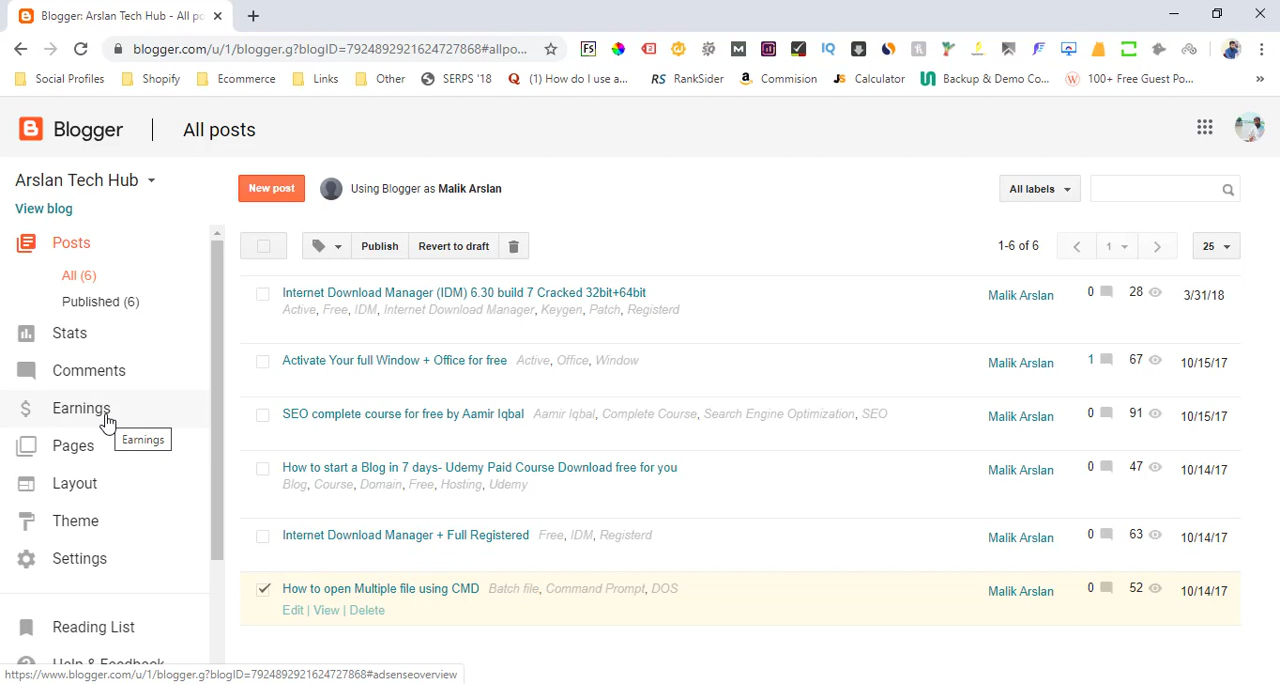 Blogger: Arslan Tech Hub - All po
blogger.com/u/1/blogger.g?blogID=7924892921624727868#allpo...
Social Profiles
Shopify
Ecommerce
Links
Other
SERPS '18
(1) How do I use a...
RS RankSider
Commision
JS Calculator
Backup & Demo Co...
100+ Free Guest Po...
Blogger
All posts
Arslan Tech Hub
View blog
New post
Using Blogger as Malik Arslan
All labels
Posts
All (6)
Published (6)
Stats
Comments
Earnings
Earnings
Pages
Layout
Theme
Settings
Reading List
Help & Feedback
Publish
Revert to draft
1-6 of 6
1
25
Internet Download Manager (IDM) 6.30 build 7 Cracked 32bit+64bit
Active, Free, IDM, Internet Download Manager, Keygen, Patch, Registerd
Malik Arslan
0
28
3/31/18
Activate Your full Window + Office for free Active, Office, Window
Malik Arslan
1
67
10/15/17
SEO complete course for free by Aamir Iqbal Aamir Iqbal, Complete Course, Search Engine Optimization, SEO
Malik Arslan
0
91
10/15/17
How to start a Blog in 7 days- Udemy Paid Course Download free for you
Blog, Course, Domain, Free, Hosting, Udemy
Malik Arslan
0
47
10/14/17
Internet Download Manager + Full Registered Free, IDM, Registerd
Malik Arslan
0
63
10/14/17
How to open Multiple file using CMD Batch file, Command Prompt, DOS
Edit | View | Delete
Malik Arslan
0
52
10/14/17
https://www.blogger.com/u/1/blogger.g?blogID=7924892921624727868#adsenseoverview